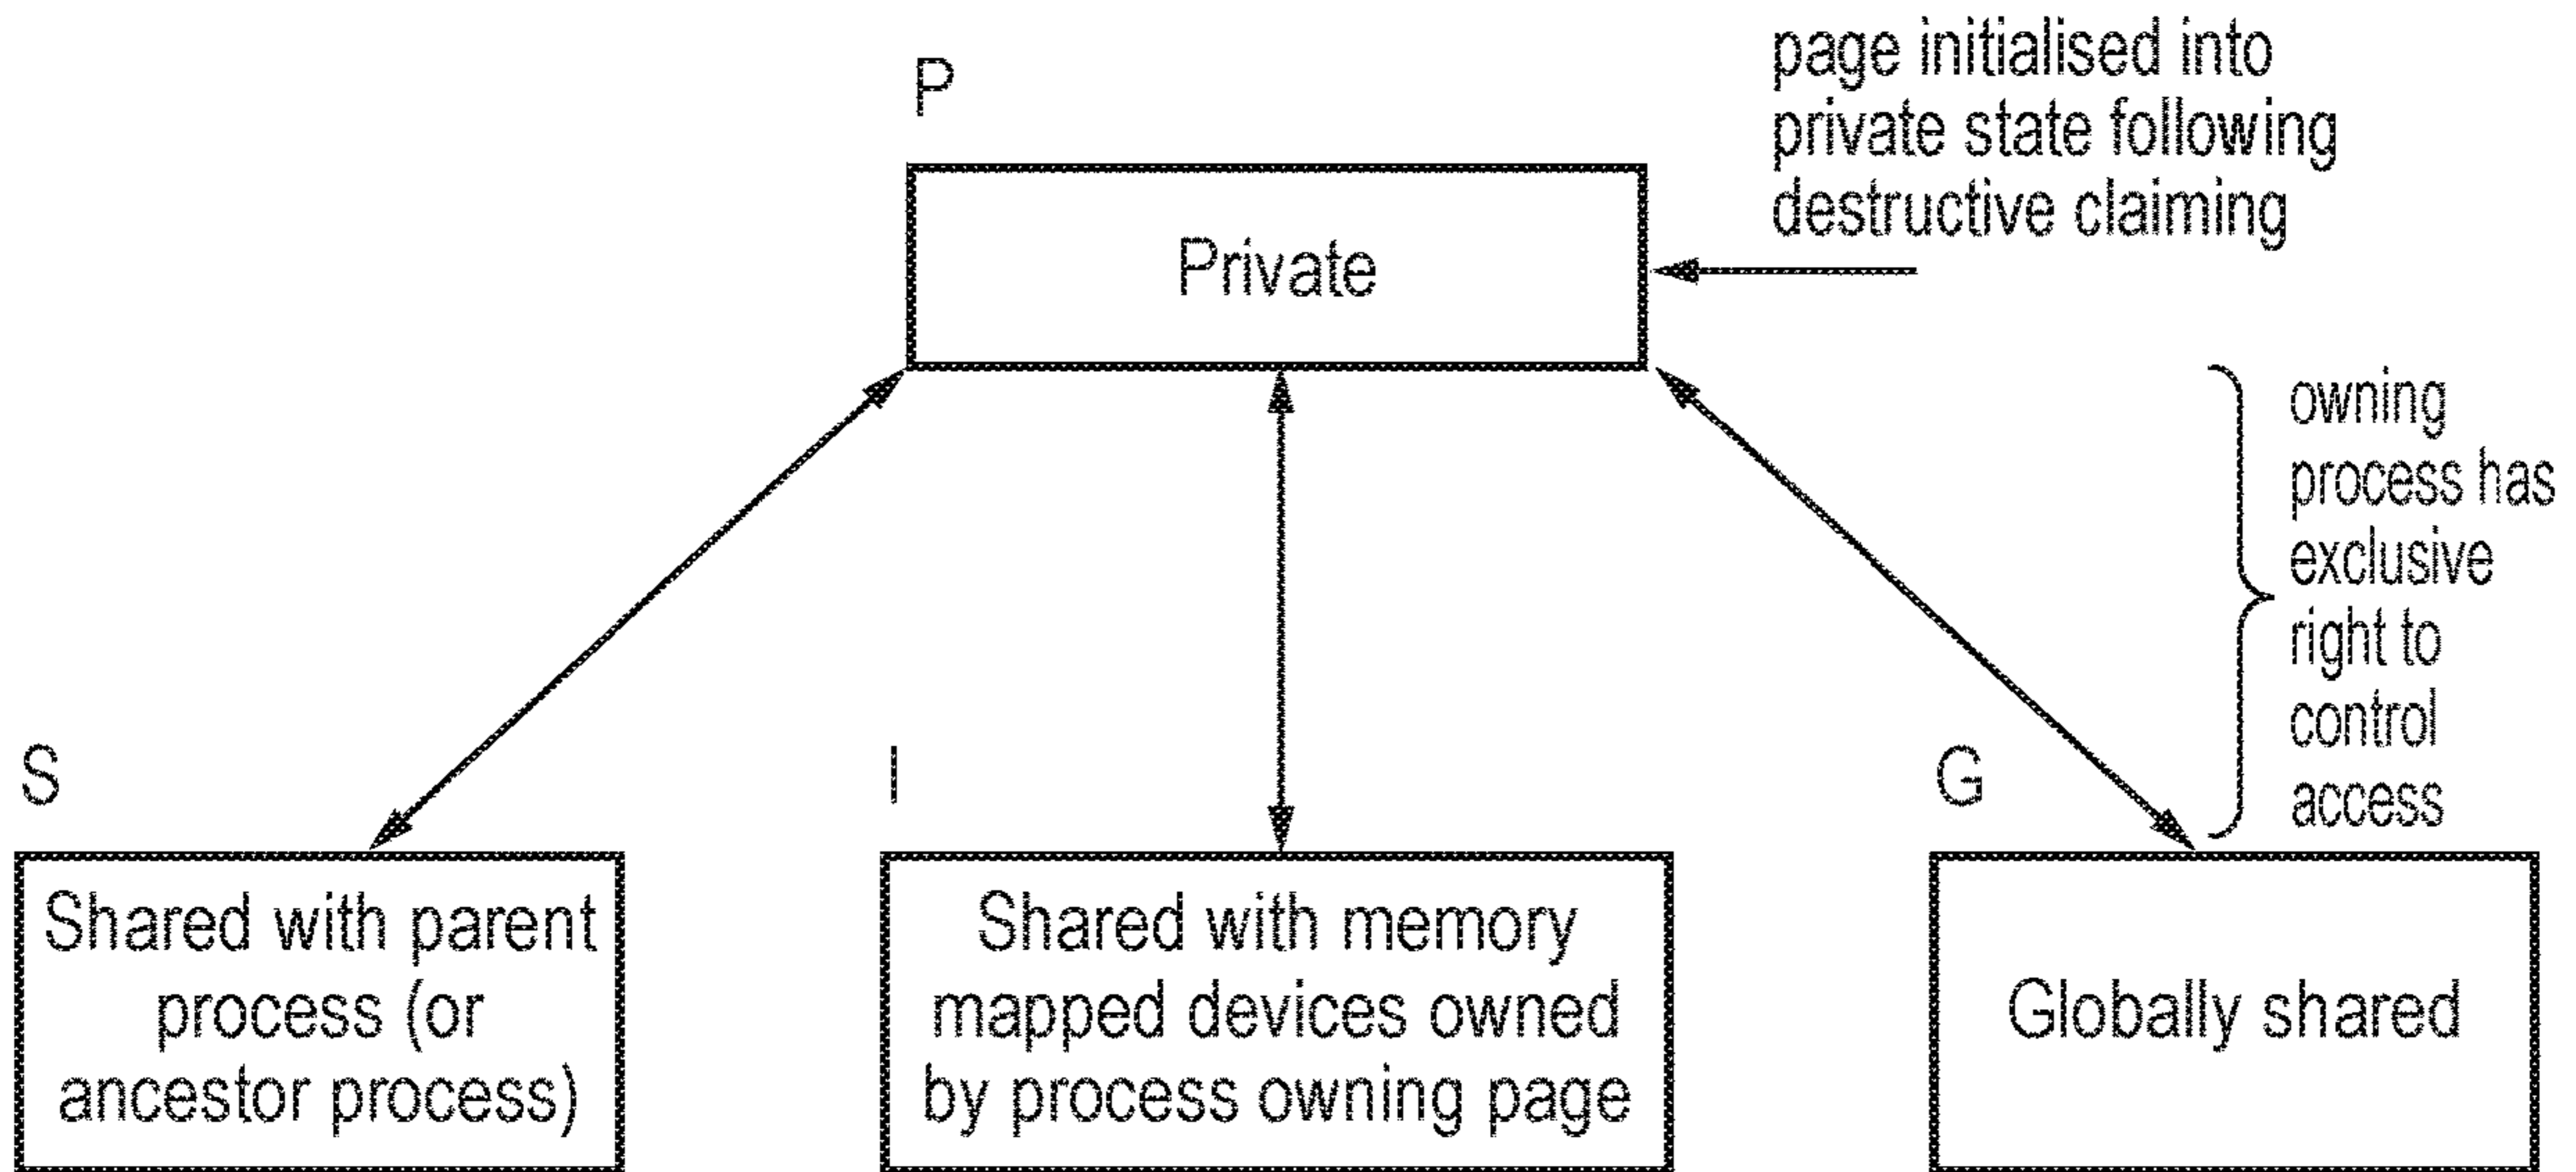 P
page initialised into
private state following
destructive claiming
Private
owning
process has
exclusive
right to
control
access
S
I
G
Shared with parent
process (or
ancestor process)
Shared with memory
mapped devices owned
by process owning page
Globally shared